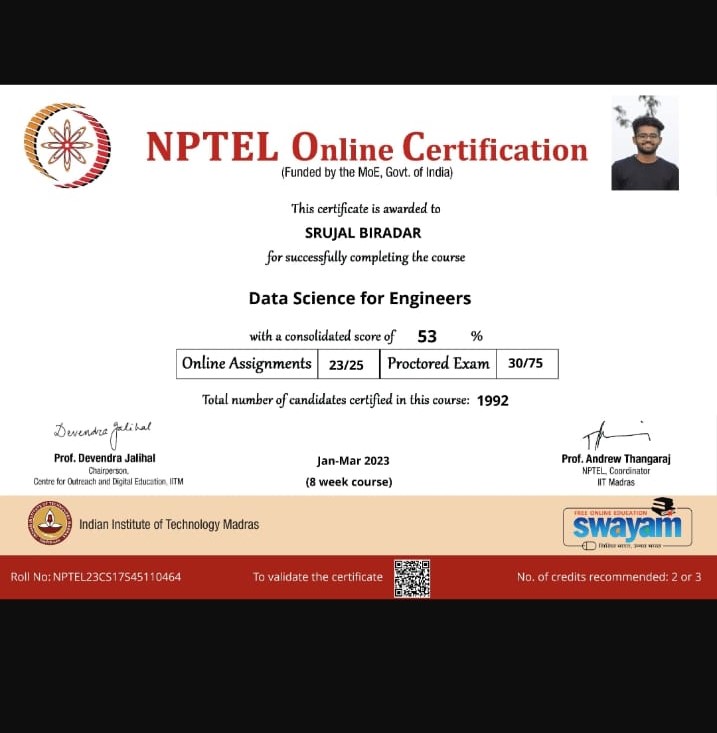 NPTEL Online Certification
(Funded by the MoE, Govt. of India)
This certificate is awarded to
SRUJAL BIRADAR
for successfully completing the course
Data Science for Engineers
with a consolidated score of 53 %
Online Assignments 23/25 Proctored Exam 30/75
Total number of candidates certified in this course: 1992
Devendra Jalihal
Prof. Devendra Jalihal
Chairperson,
Centre for Outreach and Digital Education, IITM
Jan-Mar 2023
(8 week course)
Prof. Andrew Thangaraj
NPTEL, Coordinator
IIT Madras
Indian Institute of Technology Madras
FREE ONLINE EDUCATION
swayam
शिक्षित भारत, उन्नत भारत
Roll No: NPTEL23CS17S45110464
To validate the certificate
No. of credits recommended: 2 or 3